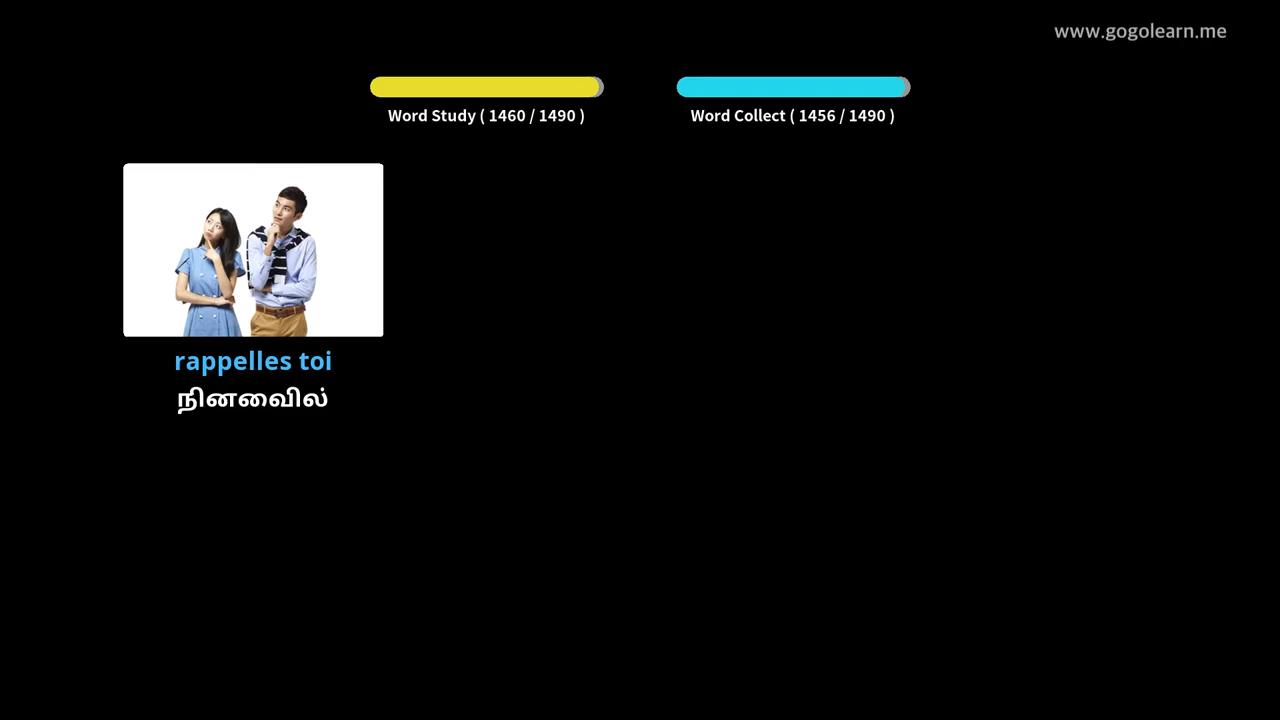 www.gogolearn.me
Word Study ( 1460 / 1490 )
Word Collect ( 1456 / 1490 )
rappelles toi
நினைவில்